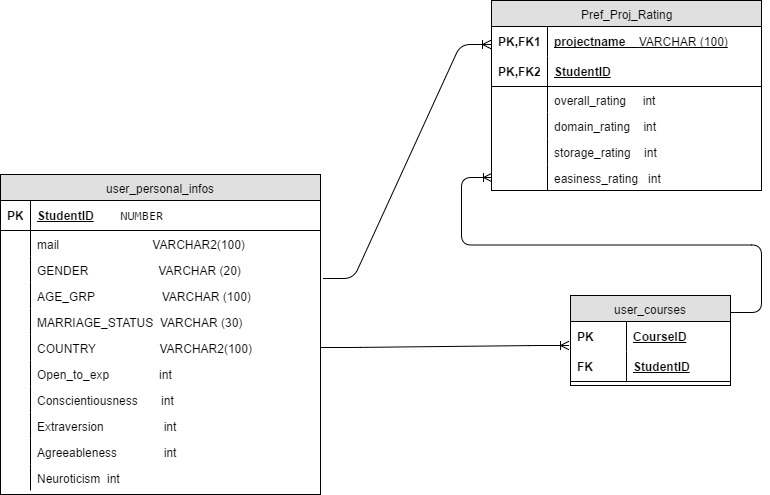 Pref_Proj_Rating
PK,FK1 projectname VARCHAR (100)
PK,FK2 StudentID
overall_rating int
domain_rating int
storage_rating int
easiness_rating int
user_personal_infos
PK StudentID NUMBER
mail VARCHAR2(100)
GENDER VARCHAR (20)
AGE_GRP VARCHAR (100)
MARRIAGE_STATUS VARCHAR (30)
COUNTRY VARCHAR2(100)
Open_to_exp int
Conscientiousness int
Extraversion int
Agreeableness int
Neuroticism int
user_courses
PK CourseID
FK StudentID